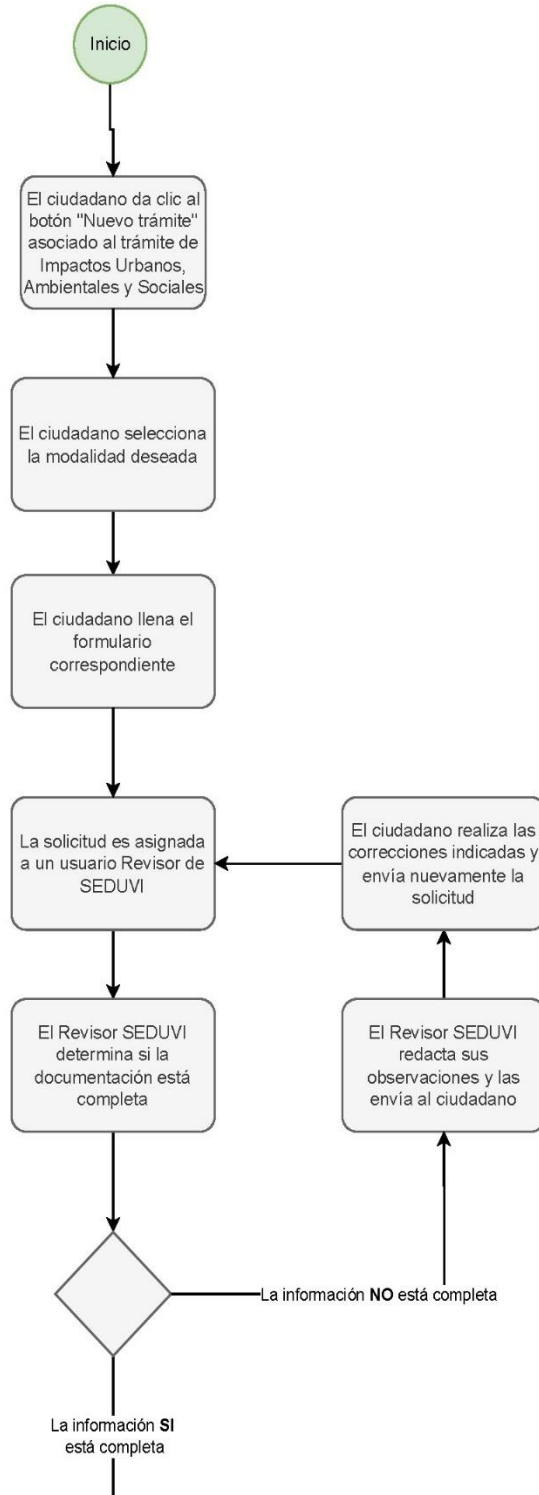 Inicio
El ciudadano da clic al
botón "Nuevo trámite"
asociado al trámite de
Impactos Urbanos,
Ambientales y Sociales
El ciudadano selecciona
la modalidad deseada
El ciudadano llena el
formulario
correspondiente
La solicitud es asignada
a un usuario Revisor de
SEDUVI
El ciudadano realiza las
correcciones indicadas y
envía nuevamente la
solicitud
El Revisor SEDUVI
determina si la
documentación está
completa
El Revisor SEDUVI
redacta sus
observaciones y las
envía al ciudadano
La información NO está completa
La información SI
está completa